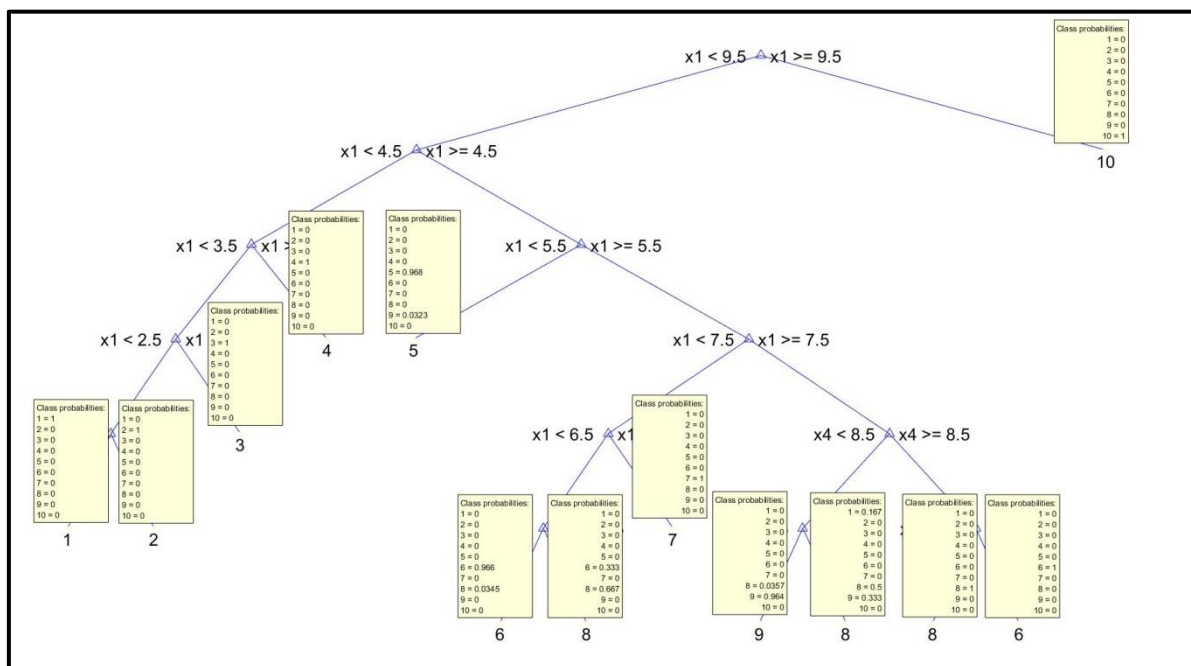 x1 < 9.5 x1 >= 9.5
Class probabilities:
1 = 0
2 = 0
3 = 0
4 = 0
5 = 0
6 = 0
7 = 0
8 = 0
9 = 0
10 = 1
10
x1 < 4.5 x1 >= 4.5
x1 < 3.5 x1
Class probabilities:
1 = 0
2 = 0
3 = 0
4 = 1
5 = 0
6 = 0
7 = 0
8 = 0
9 = 0
10 = 0
4
Class probabilities:
1 = 0
2 = 0
3 = 0
4 = 0
5 = 0.968
6 = 0
7 = 0
8 = 0
9 = 0.0323
10 = 0
5
x1 < 5.5 x1 >= 5.5
x1 < 2.5 x1
Class probabilities:
1 = 0
2 = 0
3 = 1
4 = 0
5 = 0
6 = 0
7 = 0
8 = 0
9 = 0
10 = 0
3
x1 < 7.5 x1 >= 7.5
Class probabilities:
1 = 1
2 = 0
3 = 0
4 = 0
5 = 0
6 = 0
7 = 0
8 = 0
9 = 0
10 = 0
1
Class probabilities:
1 = 0
2 = 1
3 = 0
4 = 0
5 = 0
6 = 0
7 = 0
8 = 0
9 = 0
10 = 0
2
x1 < 6.5 x1
Class probabilities:
1 = 0
2 = 0
3 = 0
4 = 0
5 = 0
6 = 0
7 = 1
8 = 0
9 = 0
10 = 0
7
x4 < 8.5 x4 >= 8.5
Class probabilities:
1 = 0
2 = 0
3 = 0
4 = 0
5 = 0
6 = 0.966
7 = 0
8 = 0.0345
9 = 0
10 = 0
6
Class probabilities:
1 = 0
2 = 0
3 = 0
4 = 0
5 = 0
6 = 0.333
7 = 0
8 = 0.667
9 = 0
10 = 0
8
Class probabilities:
1 = 0
2 = 0
3 = 0
4 = 0
5 = 0
6 = 0
7 = 0
8 = 0.0357
9 = 0.964
10 = 0
9
Class probabilities:
1 = 0.167
2 = 0
3 = 0
4 = 0
5 = 0
6 = 0
7 = 0
8 = 0.5
9 = 0.333
10 = 0
8
Class probabilities:
1 = 0
2 = 0
3 = 0
4 = 0
5 = 0
6 = 0
7 = 0
8 = 1
9 = 0
10 = 0
8
Class probabilities:
1 = 0
2 = 0
3 = 0
4 = 0
5 = 0
6 = 1
7 = 0
8 = 0
9 = 0
10 = 0
6